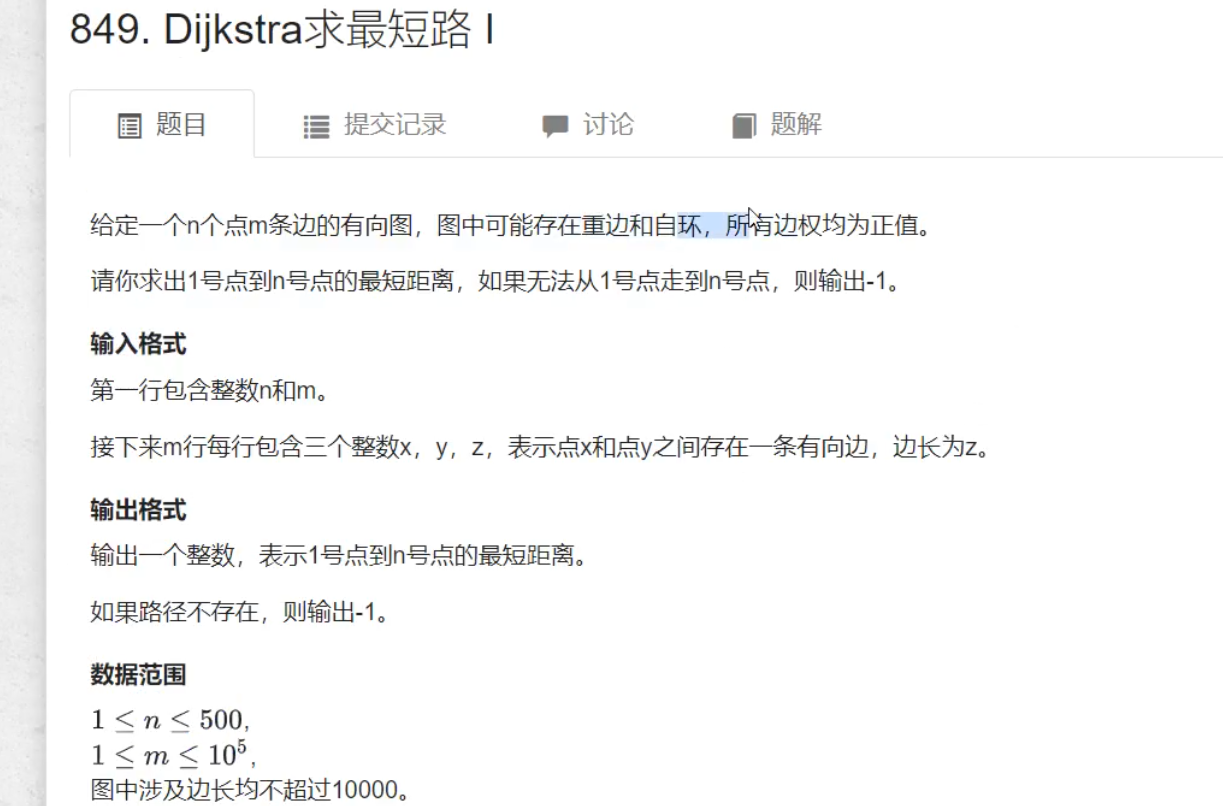 849. Dijkstra求最短路 I
题目 提交记录 讨论 题解
给定一个n个点m条边的有向图，图中可能存在重边和自环，所有边权均为正值。
请你求出1号点到n号点的最短距离，如果无法从1号点走到n号点，则输出-1。
输入格式
第一行包含整数n和m。
接下来m行每行包含三个整数x，y，z，表示点x和点y之间存在一条有向边，边长为z。
输出格式
输出一个整数，表示1号点到n号点的最短距离。
如果路径不存在，则输出-1。
数据范围
1 ≤ n ≤ 500,
1 ≤ m ≤ 10⁵,
图中涉及边长均不超过10000。